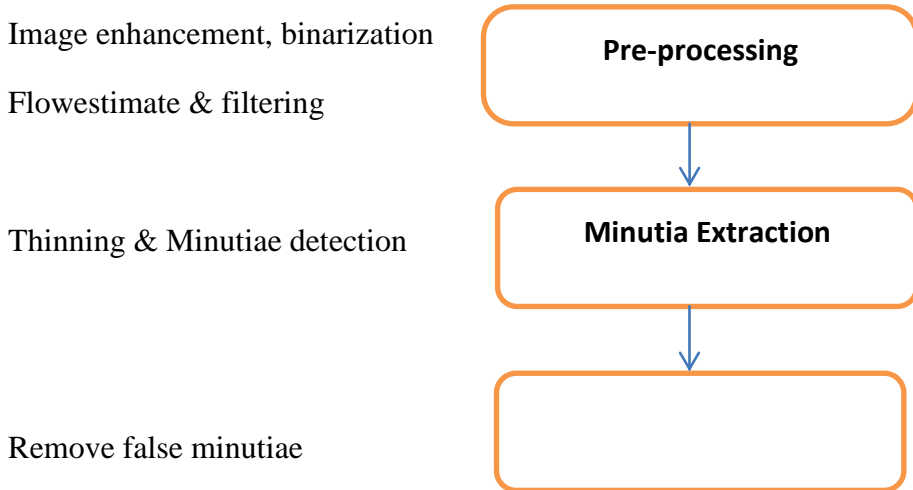 Image enhancement, binarization
Pre-processing
Flowestimate & filtering
Thinning & Minutiae detection
Minutia Extraction
Remove false minutiae